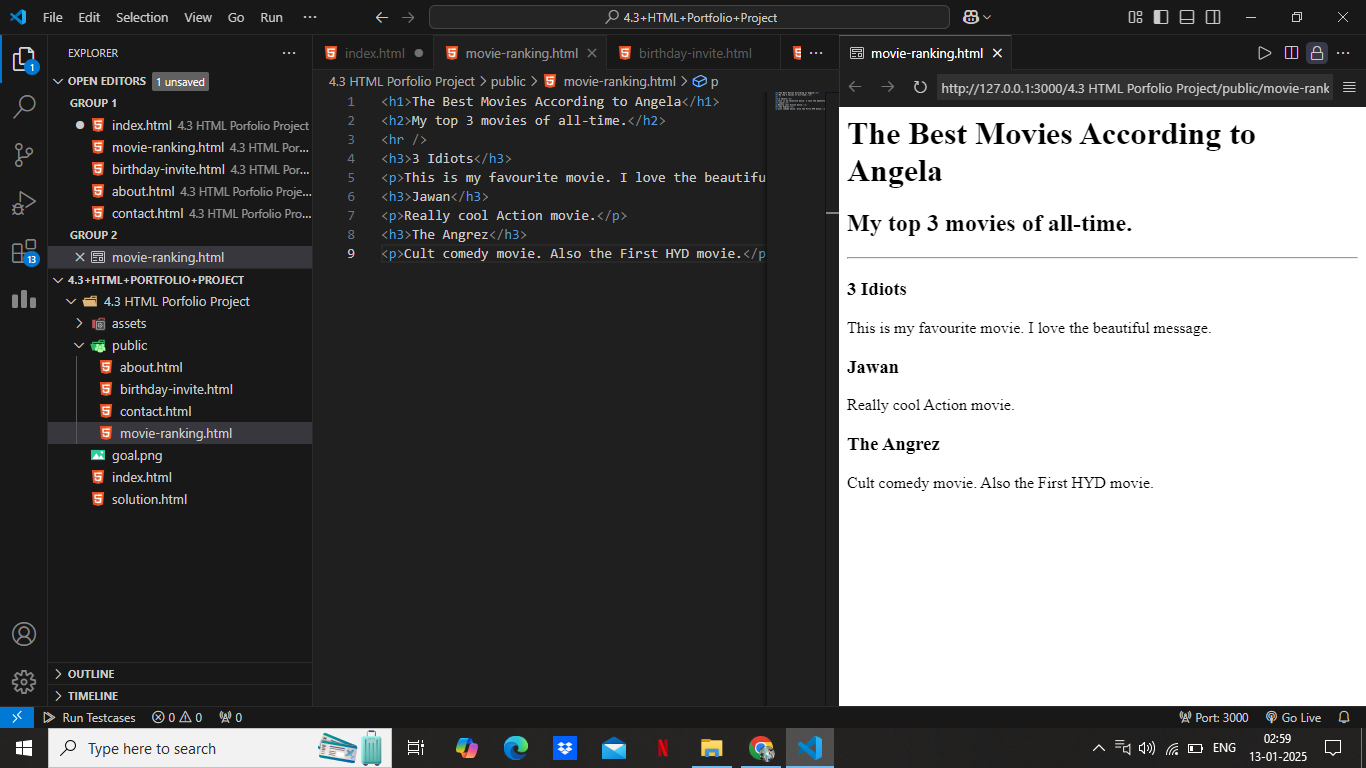 File Edit Selection View Go Run ··· 4.3+HTML+Portfolio+Project
EXPLORER ···
OPEN EDITORS 1 unsaved
GROUP 1
index.html 4.3 HTML Porfolio Project
movie-ranking.html 4.3 HTML Por...
birthday-invite.html 4.3 HTML Por...
about.html 4.3 HTML Porfolio Proje...
contact.html 4.3 HTML Porfolio Pro...
GROUP 2
movie-ranking.html
4.3+HTML+PORTFOLIO+PROJECT
4.3 HTML Porfolio Project
assets
public
about.html
birthday-invite.html
contact.html
movie-ranking.html
goal.png
index.html
solution.html
OUTLINE
TIMELINE
1
13
index.html movie-ranking.html birthday-invite.html ···
4.3 HTML Porfolio Project > public > movie-ranking.html > p
1 <h1>The Best Movies According to Angela</h1>
2 <h2>My top 3 movies of all-time.</h2>
3 <hr />
4 <h3>3 Idiots</h3>
5 <p>This is my favourite movie. I love the beautifu
6 <h3>Jawan</h3>
7 <p>Really cool Action movie.</p>
8 <h3>The Angrez</h3>
9 <p>Cult comedy movie. Also the First HYD movie.</p
movie-ranking.html ···
http://127.0.0.1:3000/4.3 HTML Porfolio Project/public/movie-rank
The Best Movies According to
Angela
My top 3 movies of all-time.
3 Idiots
This is my favourite movie. I love the beautiful message.
Jawan
Really cool Action movie.
The Angrez
Cult comedy movie. Also the First HYD movie.
Run Testcases 0 0 0 Port: 3000 Go Live
Type here to search
ENG
02:59
13-01-2025